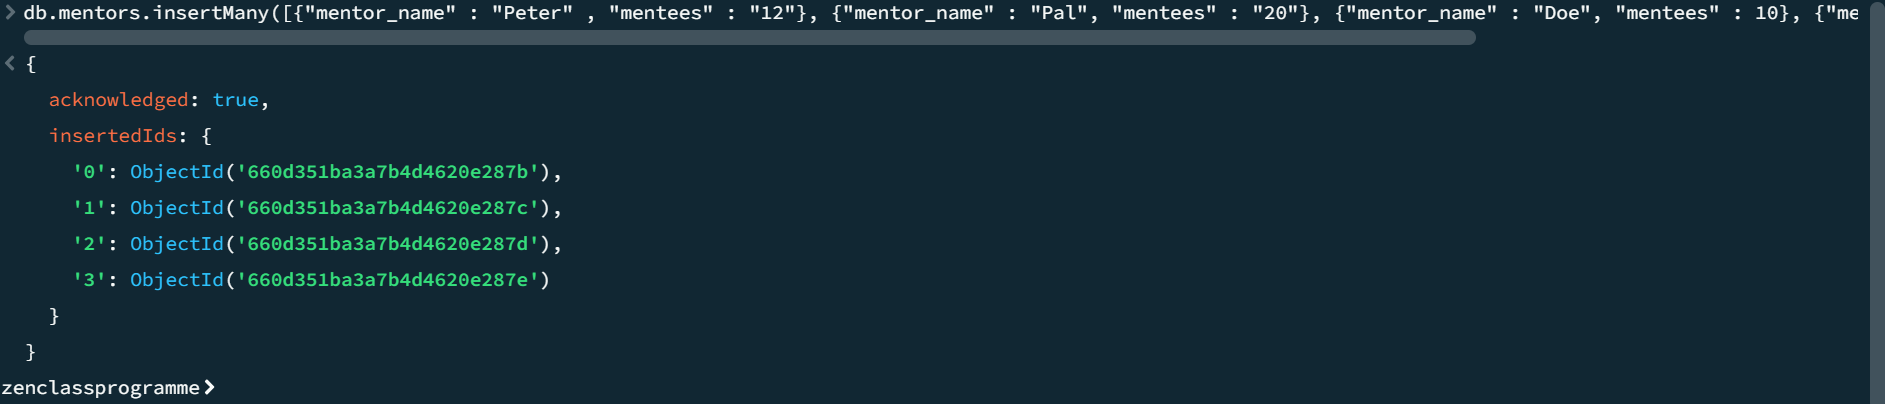 db.mentors.insertMany([{"mentor_name" : "Peter" , "mentees" : "12"}, {"mentor_name" : "Pal", "mentees" : "20"}, {"mentor_name" : "Doe", "mentees" : 10}, {"me
{
acknowledged: true,
insertedIds: {
'0': ObjectId('660d351ba3a7b4d4620e287b'),
'1': ObjectId('660d351ba3a7b4d4620e287c'),
'2': ObjectId('660d351ba3a7b4d4620e287d'),
'3': ObjectId('660d351ba3a7b4d4620e287e')
}
}
zenclassprogramme>